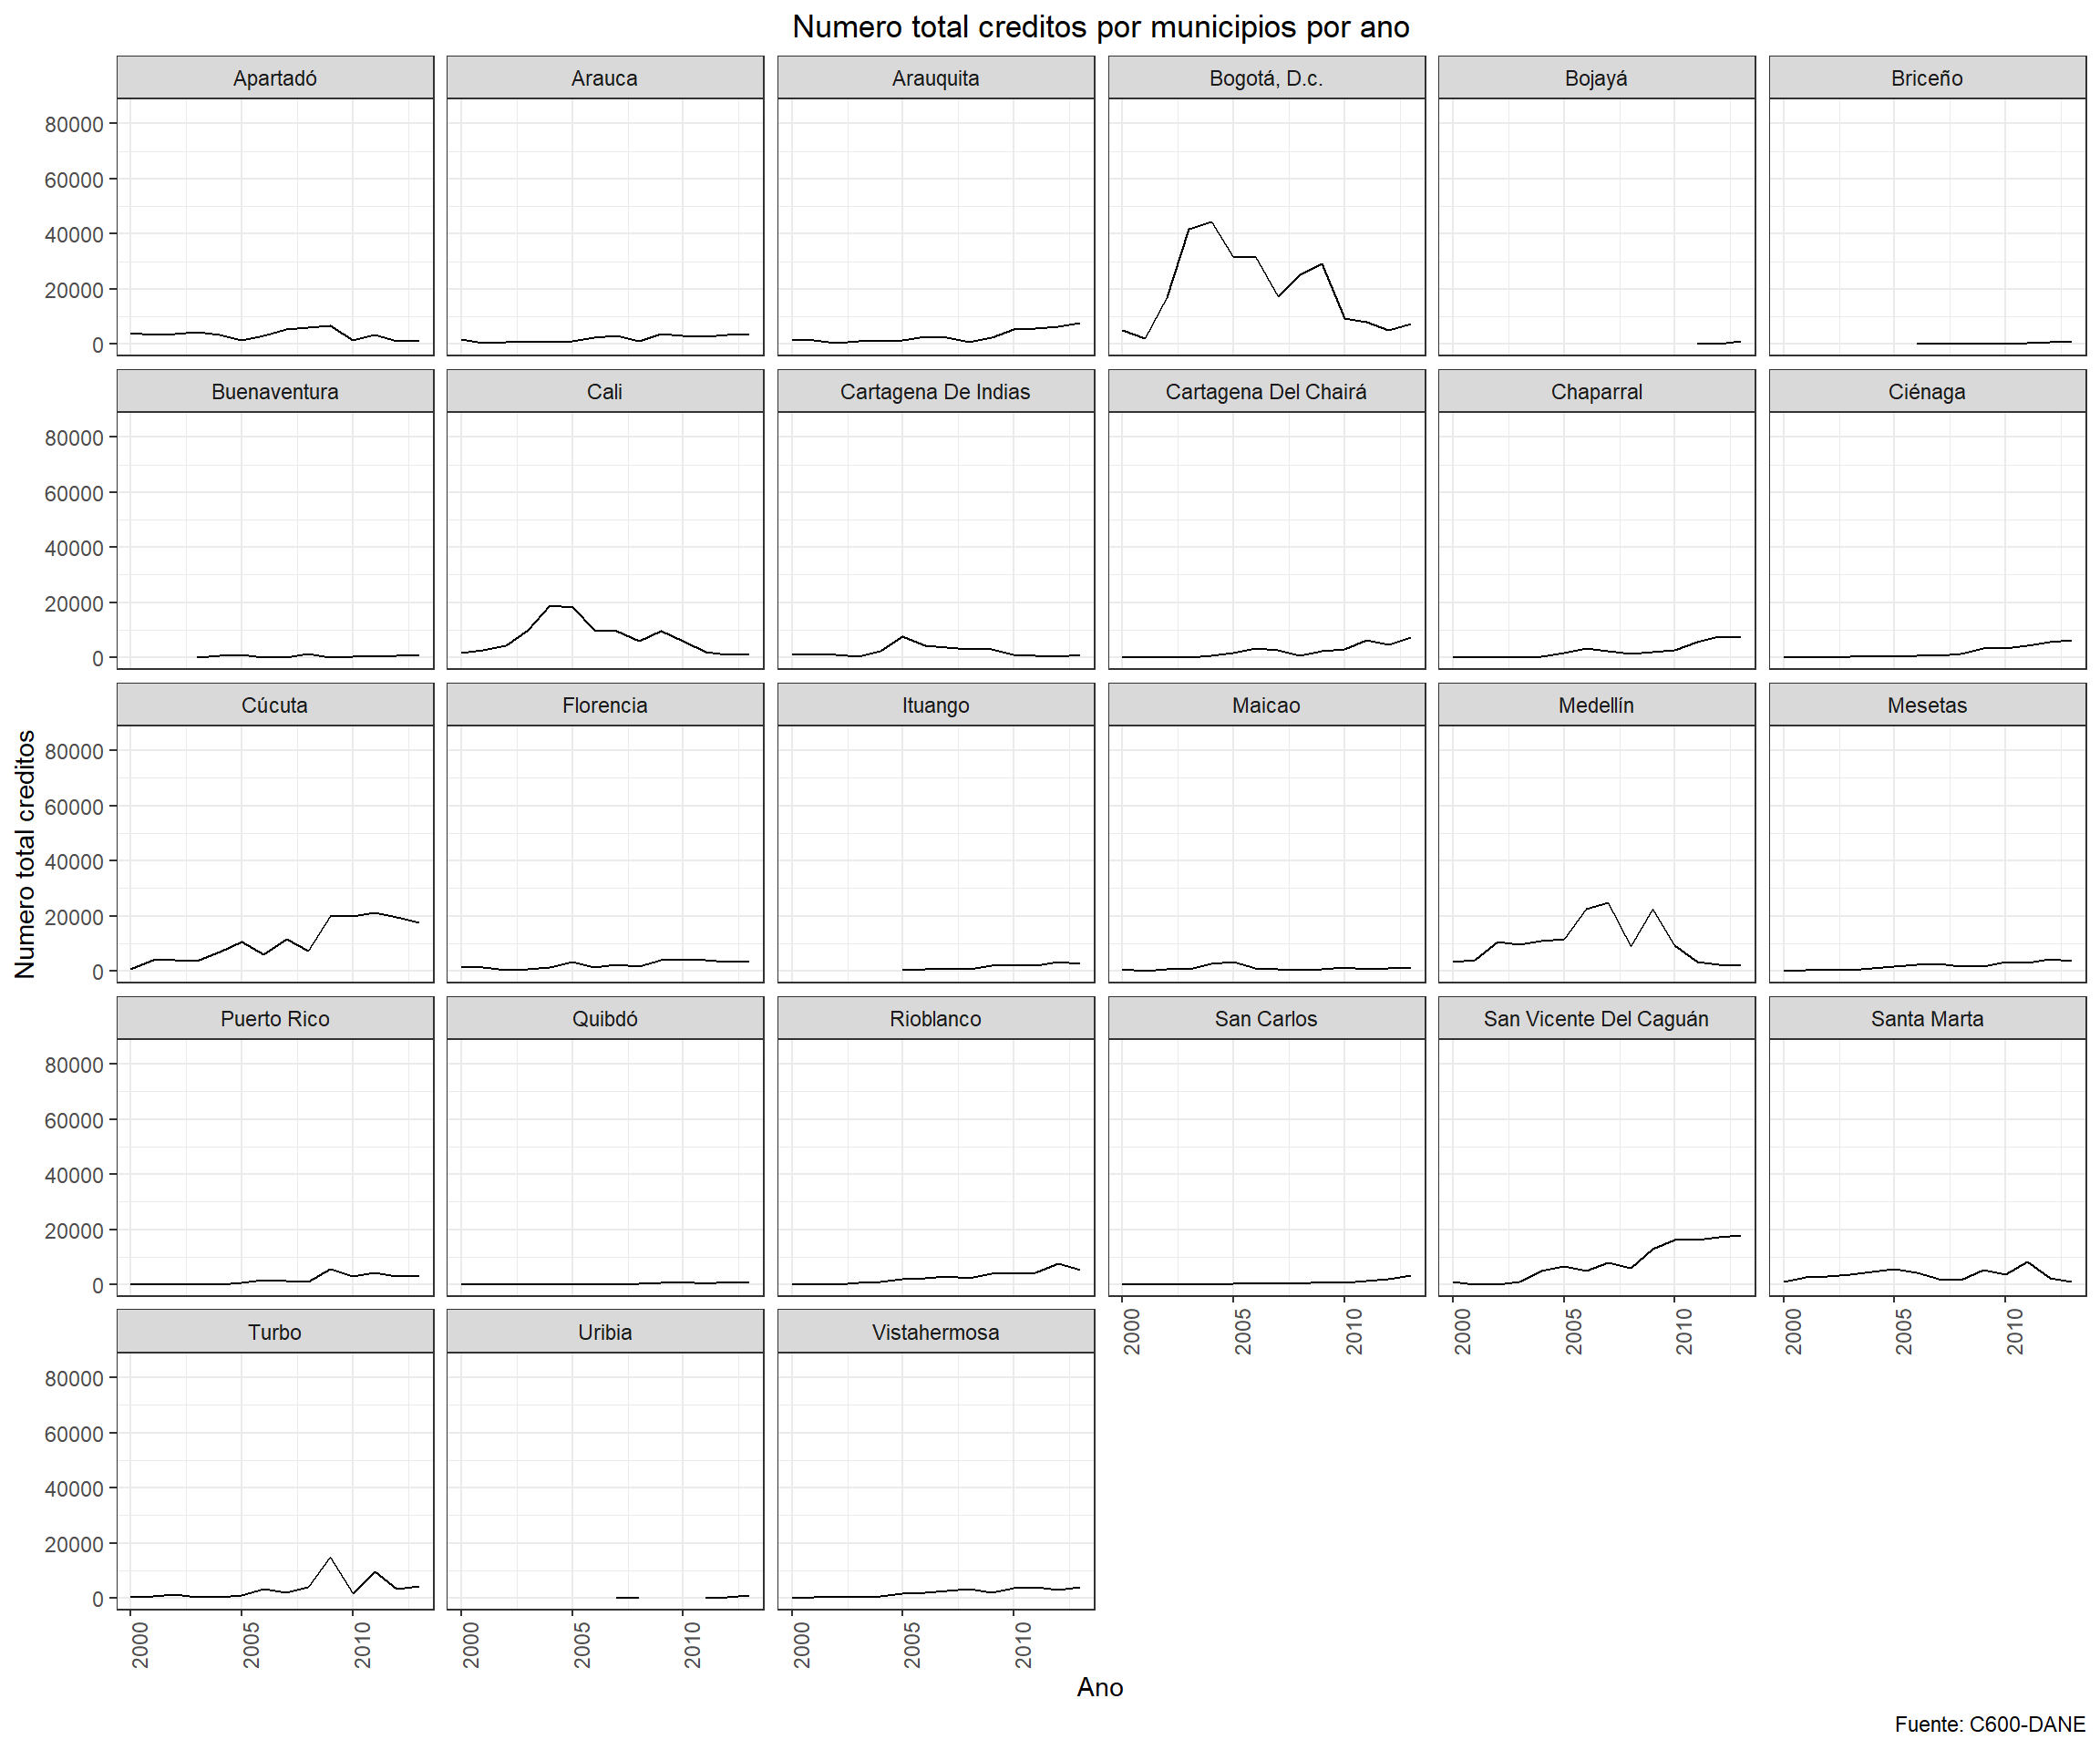 Numero total creditos por municipios por ano
Apartadó Arauca Arauquita Bogotá, D.c. Bojayá Briceño
80000
60000
40000
20000
0
Buenaventura Cali Cartagena De Indias Cartagena Del Chairá Chaparral Ciénaga
80000
60000
40000
20000
0
Cúcuta Florencia Ituango Maicao Medellín Mesetas
80000
60000
40000
20000
0
Numero total creditos
Puerto Rico Quibdó Rioblanco San Carlos San Vicente Del Caguán Santa Marta
80000
60000
40000
20000
0
2000 2005 2010 2000 2005 2010 2000 2005 2010
Turbo Uribia Vistahermosa
80000
60000
40000
20000
0
2000 2005 2010 2000 2005 2010 2000 2005 2010
Ano
Fuente: C600-DANE